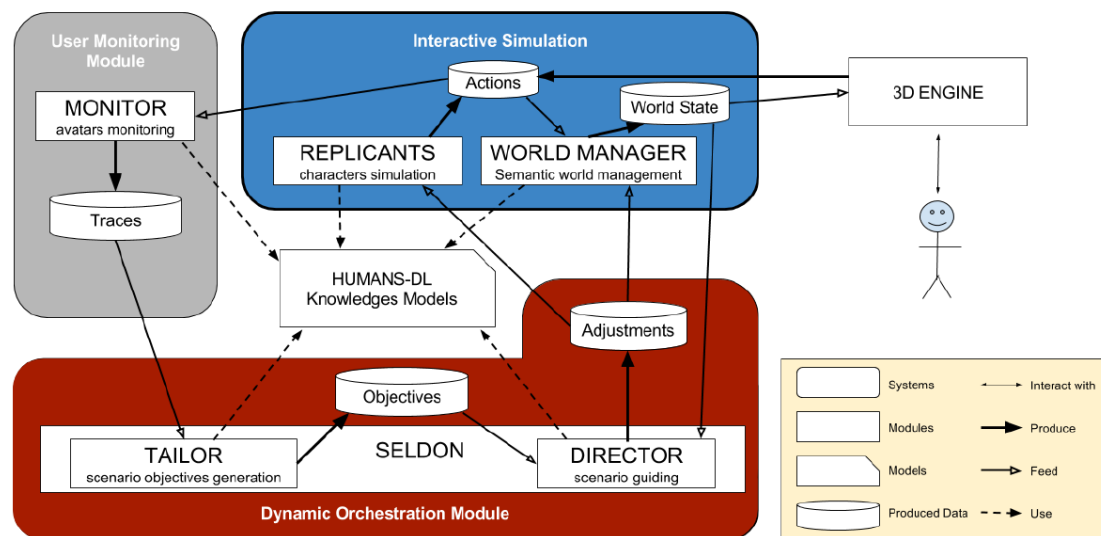 User Monitoring
Module
MONITOR
avatars monitoring
Traces
Interactive Simulation
Actions
World State
REPLICANTS
characters simulation
WORLD MANAGER
Semantic world management
3D ENGINE
HUMANS-DL
Knowledges Models
Adjustments
Objectives
TAILOR
scenario objectives generation
SELDON
DIRECTOR
scenario guiding
Dynamic Orchestration Module
Systems
Interact with
Modules
Produce
Models
Feed
Produced Data
Use